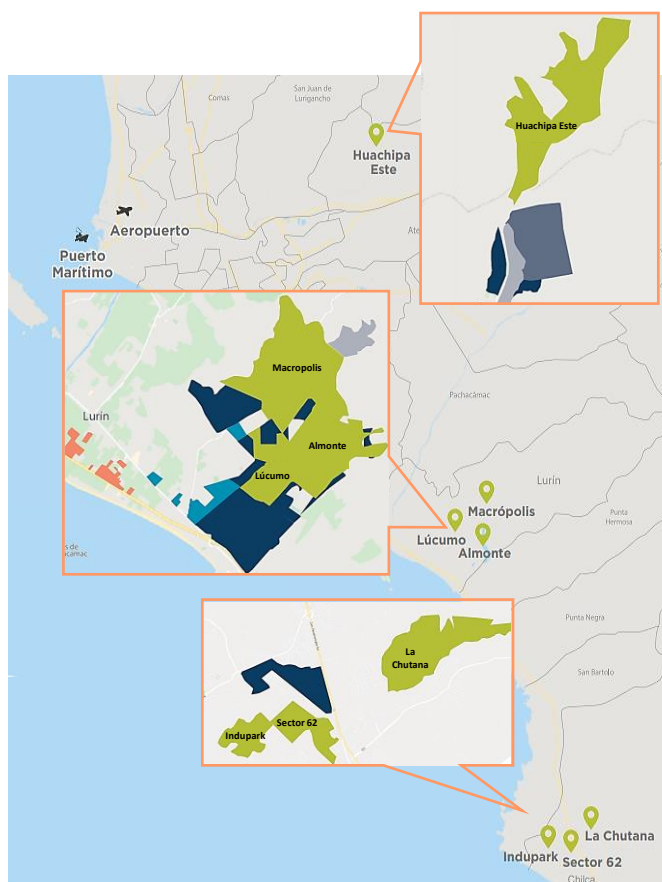 San Juan de
Lurigancho
Comas
Huachipa Este
Huachipa
Este
Aeropuerto
Puerto
Marítimo
Ate
Macropolis
Lurín
Almonte
Lúcumo
Pachacámac
Lurín
Macrópolis
Punta
Hermosa
Lúcumo
Almonte
La
Chutana
Punta Negra
San Bartolo
Sector 62
Indupark
La Chutana
Indupark
Sector 62
Chilca